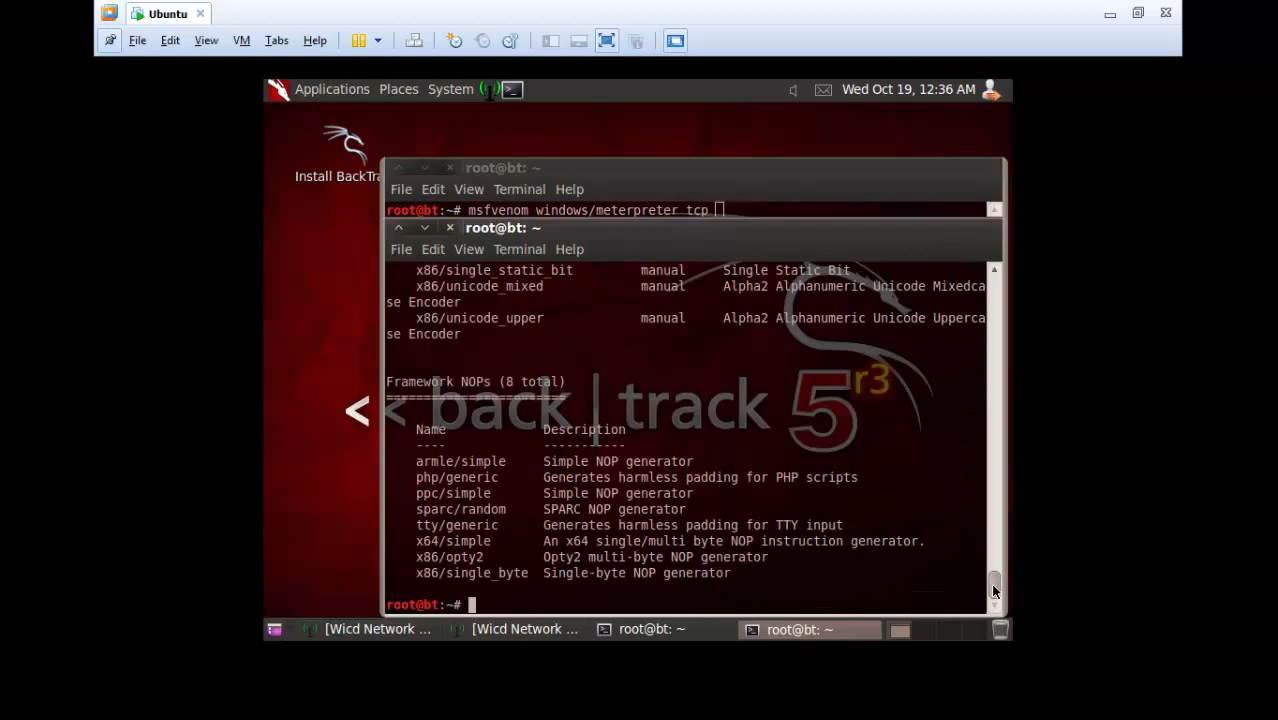 Ubuntu
File Edit View VM Tabs Help
Applications Places System Wed Oct 19, 12:36 AM
Install BackTra
root@bt: ~
File Edit View Terminal Help
root@bt:~# msfvenom windows/meterpreter tcp
root@bt: ~
File Edit View Terminal Help
x86/single_static_bit manual Single Static Bit
x86/unicode_mixed manual Alpha2 Alphanumeric Unicode Mixedca
se Encoder
x86/unicode_upper manual Alpha2 Alphanumeric Unicode Upperca
se Encoder
Framework NOPs (8 total)
=======================
<< back | track 5 r3
Name Description
---- -----------
armle/simple Simple NOP generator
php/generic Generates harmless padding for PHP scripts
ppc/simple Simple NOP generator
sparc/random SPARC NOP generator
tty/generic Generates harmless padding for TTY input
x64/simple An x64 single/multi byte NOP instruction generator.
x86/opty2 Opty2 multi-byte NOP generator
x86/single_byte Single-byte NOP generator
root@bt:~#
[Wicd Network ... [Wicd Network ... root@bt: ~ root@bt: ~